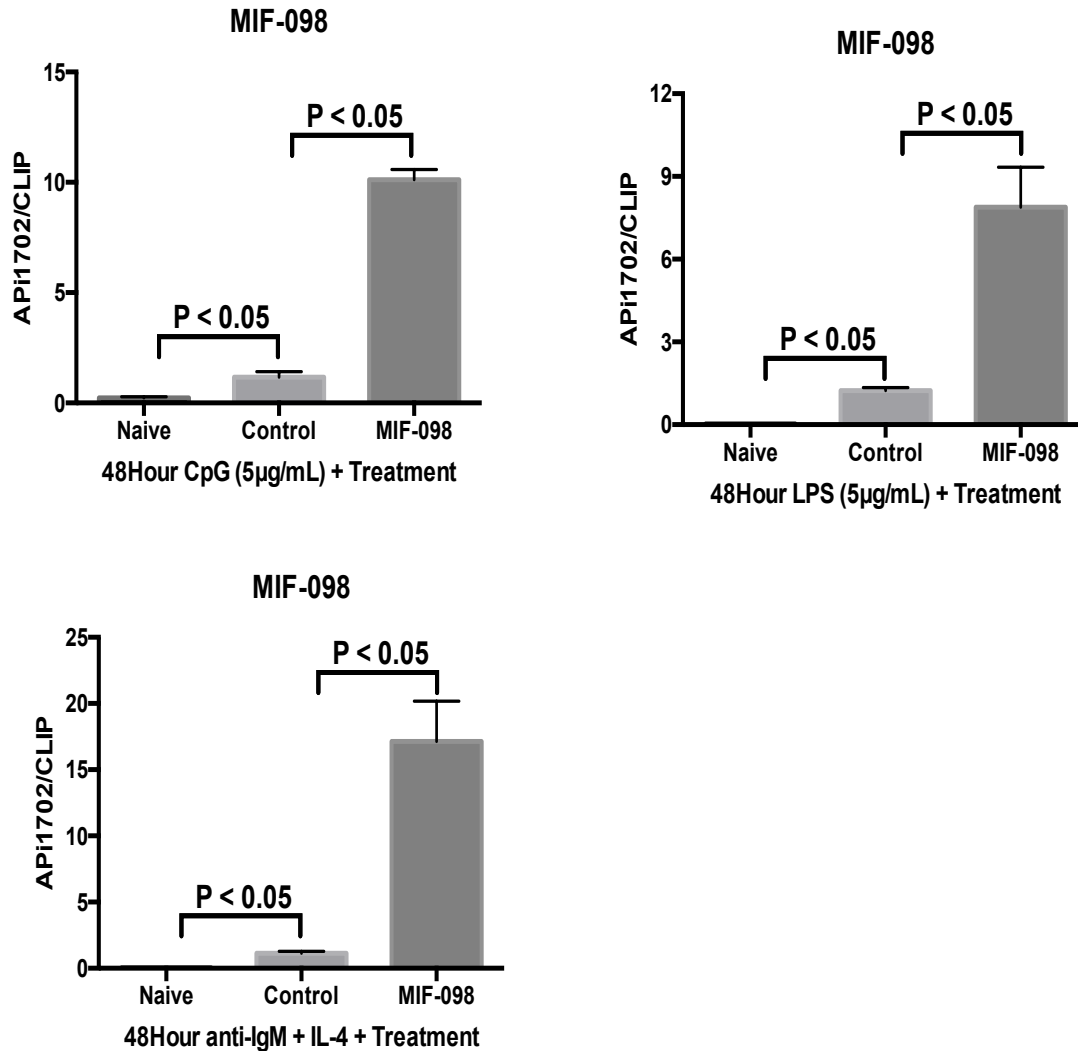 MIF-098
15
10
5
0
APi1702/CLIP
P < 0.05
P < 0.05
Naive
Control
MIF-098
48Hour CpG (5µg/mL) + Treatment
MIF-098
12
9
6
3
0
APi1702/CLIP
P < 0.05
P < 0.05
Naive
Control
MIF-098
48Hour LPS (5µg/mL) + Treatment
MIF-098
25
20
15
10
5
0
APi1702/CLIP
P < 0.05
P < 0.05
Naive
Control
MIF-098
48Hour anti-IgM + IL-4 + Treatment